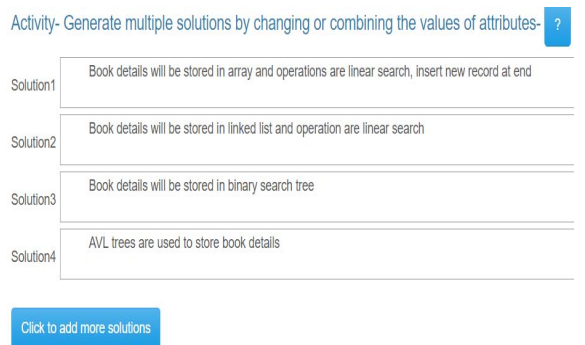 Activity- Generate multiple solutions by changing or combining the values of attributes- ?
Solution1 Book details will be stored in array and operations are linear search, insert new record at end
Solution2 Book details will be stored in linked list and operation are linear search
Solution3 Book details will be stored in binary search tree
Solution4 AVL trees are used to store book details
Click to add more solutions